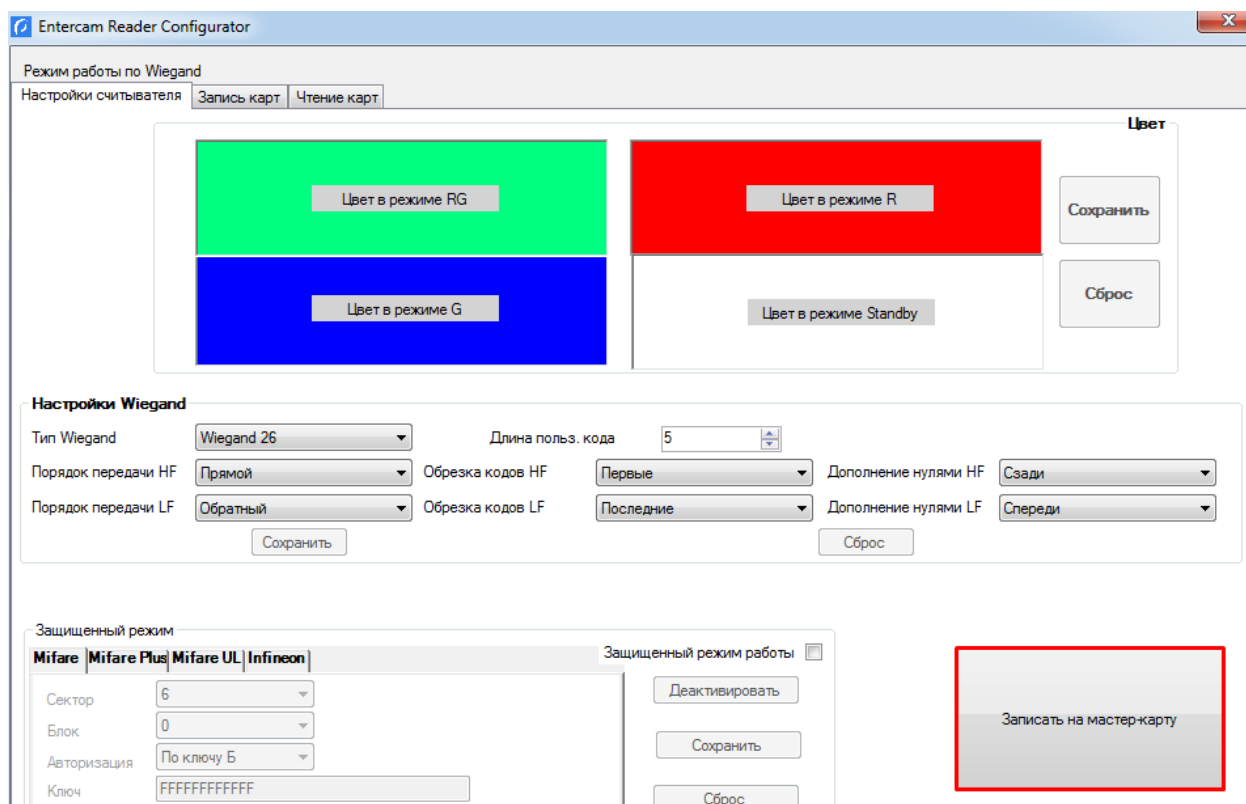 Entercam Reader Configurator
Режим работы по Wiegand
Настройки считывателя Запись карт Чтение карт
Цвет
Цвет в режиме RG Цвет в режиме R Сохранить
Цвет в режиме G Цвет в режиме Standby Сброс
Настройки Wiegand
Тип Wiegand Wiegand 26 Длина польз. кода 5
Порядок передачи HF Прямой Обрезка кодов HF Первые Дополнение нулями HF Сзади
Порядок передачи LF Обратный Обрезка кодов LF Последние Дополнение нулями LF Спереди
Сохранить Сброс
Защищенный режим
Mifare Mifare Plus Mifare UL Infineon Защищенный режим работы
Сектор 6 Деактивировать
Блок 0 Сохранить
Авторизация По ключу Б
Ключ FFFFFFFFFFFF Сброс
Записать на мастер-карту